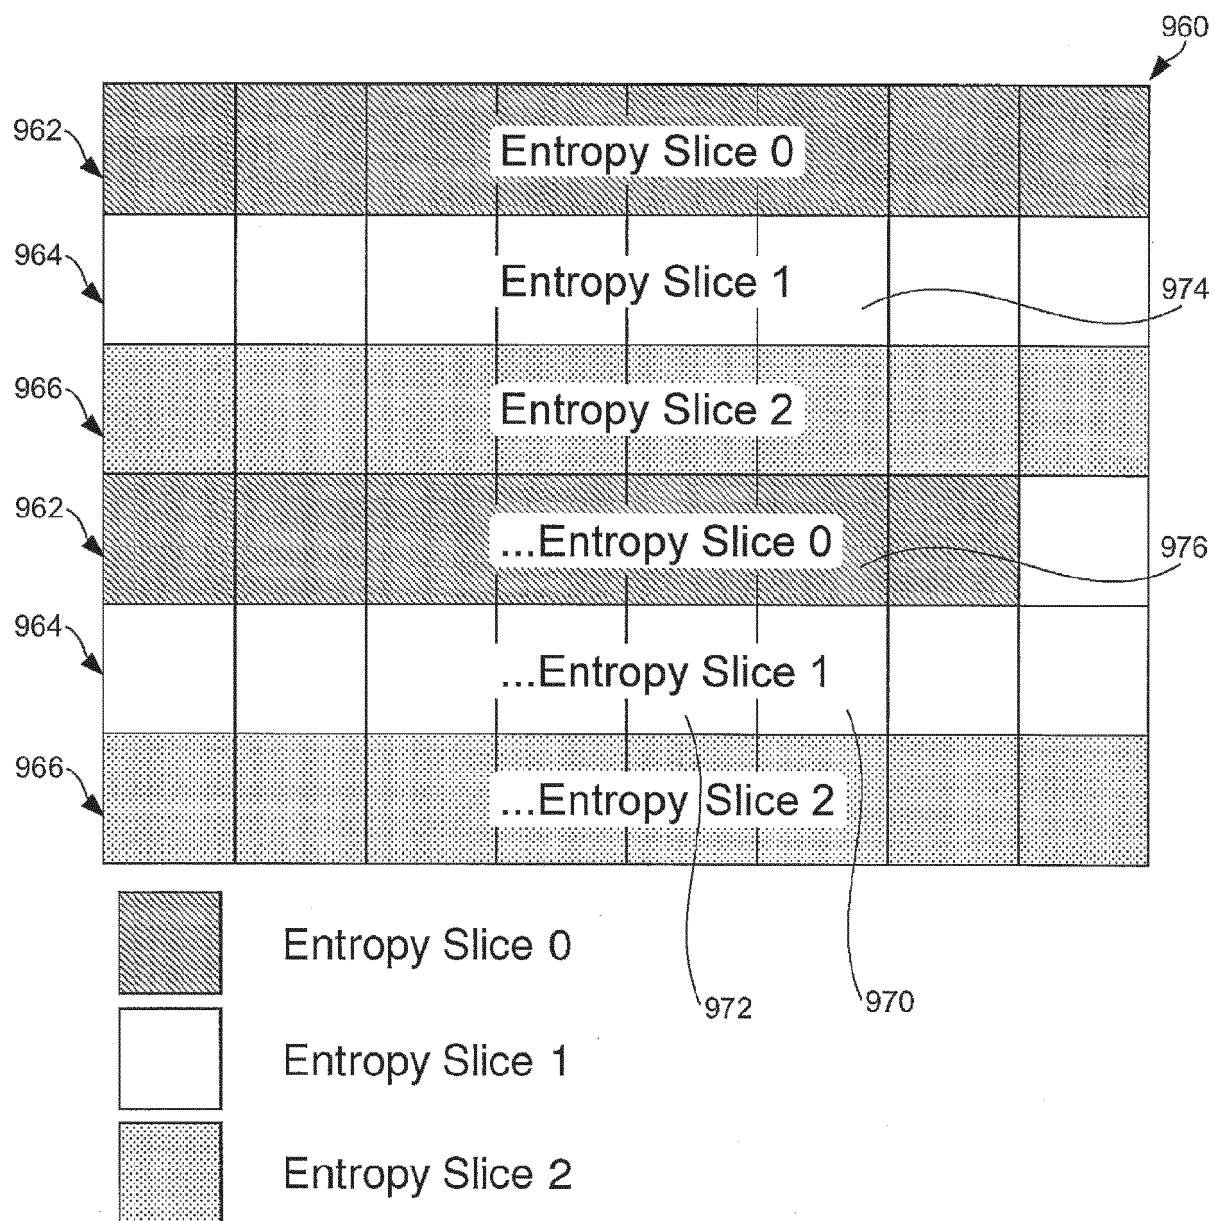 960
962
Entropy Slice 0
964
Entropy Slice 1
974
966
Entropy Slice 2
962
...Entropy Slice 0
976
964
...Entropy Slice 1
966
...Entropy Slice 2
972
970
Entropy Slice 0
Entropy Slice 1
Entropy Slice 2